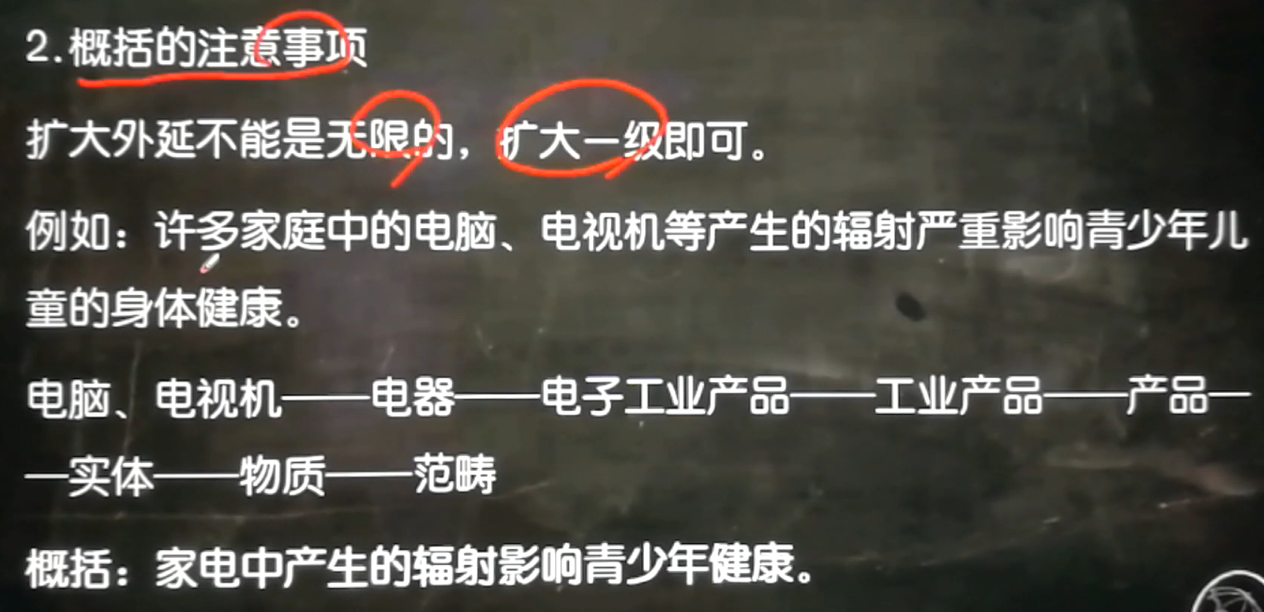 2.概括的注意事项
扩大外延不能是无限的，扩大一级即可。
例如：许多家庭中的电脑、电视机等产生的辐射严重影响青少年儿
童的身体健康。
电脑、电视机——电器——电子工业产品——工业产品——产品—
—实体——物质——范畴
概括：家电中产生的辐射影响青少年健康。